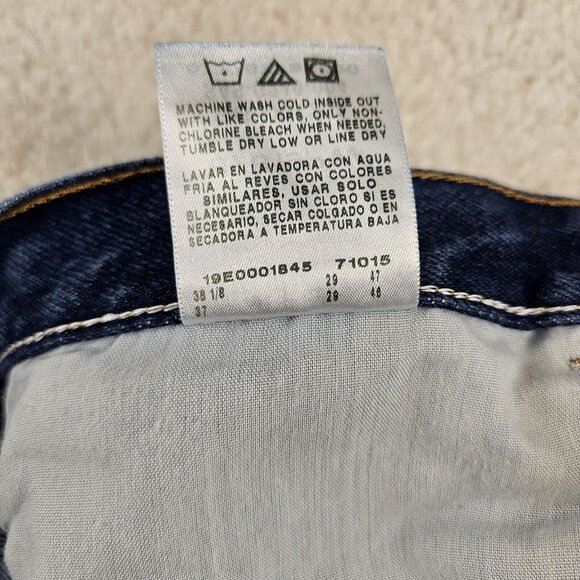 MACHINE WASH COLD INSIDE OUT
WITH LIKE COLORS, ONLY NON-
CHLORINE BLEACH WHEN NEEDED,
TUMBLE DRY LOW OR LINE DRY
LAVAR EN LAVADORA CON AGUA
FRIA AL REVES CON COLORES
SIMILARES, USAR SOLO
BLANQUEADOR SIN CLORO SI ES
NECESARIO, SECAR COLGADO O EN
SECADORA A TEMPERATURA BAJA
19E0001845 71015
38 1/8 29 47
37 29 46